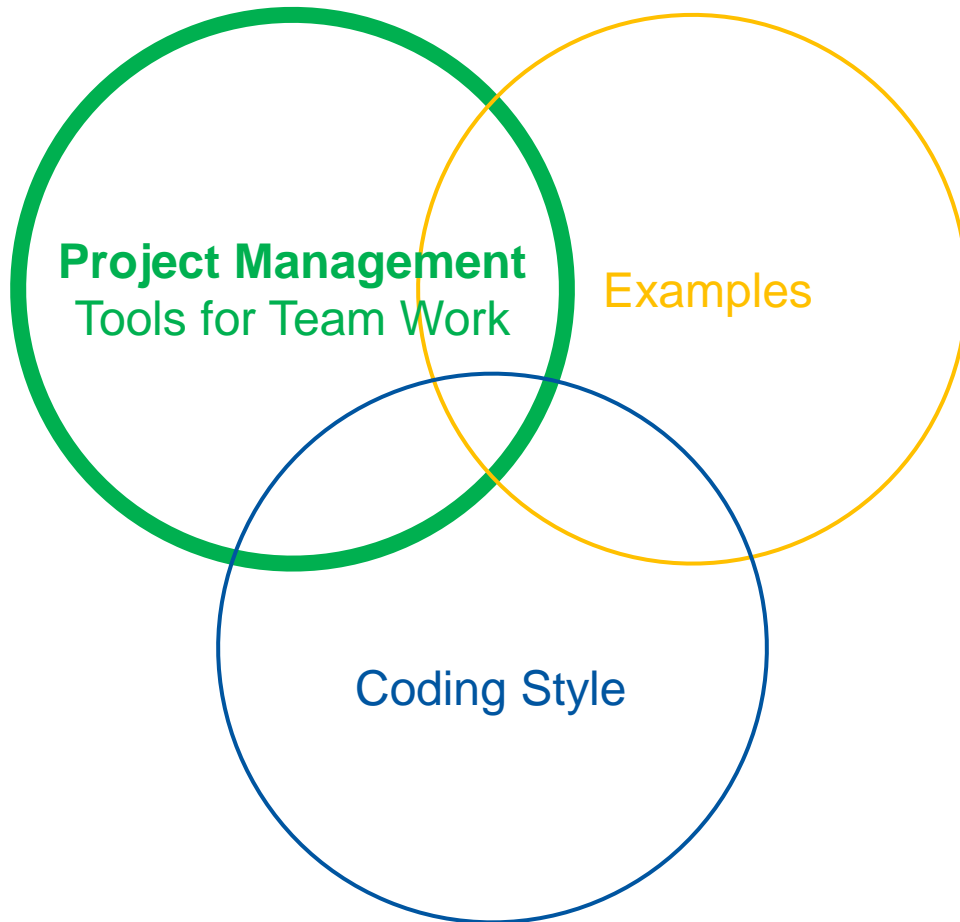 Project Management
Tools for Team Work
Examples
Coding Style